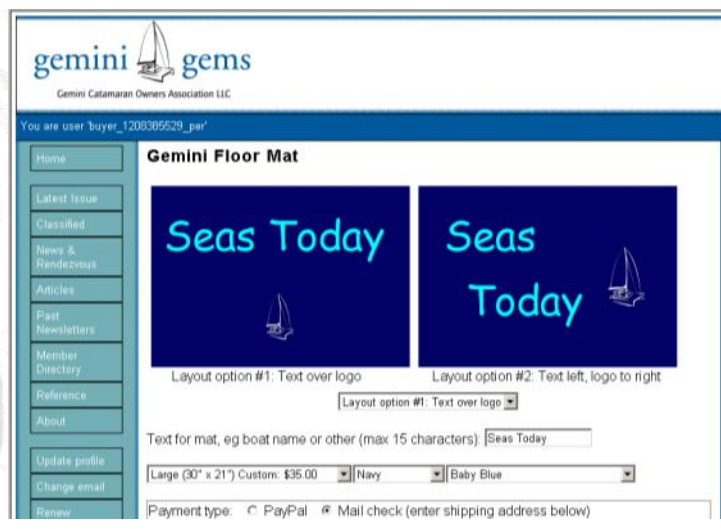 gemini gems
Gemini Catamaran Owners Association LLC
You are user 'buyer_1208385529_per'
Home
Latest Issue
Classified
News &
Rendezvous
Articles
Past
Newsletters
Member
Directory
Reference
About
Update profile
Change email
Renew
Gemini Floor Mat
Seas Today
Seas
Today
Layout option #1: Text over logo
Layout option #2: Text left, logo to right
Layout option #1: Text over logo
Text for mat, eg boat name or other (max 15 characters): Seas Today
Large (30" x 21") Custom: $35.00 Navy Baby Blue
Payment type: PayPal Mail check (enter shipping address below)